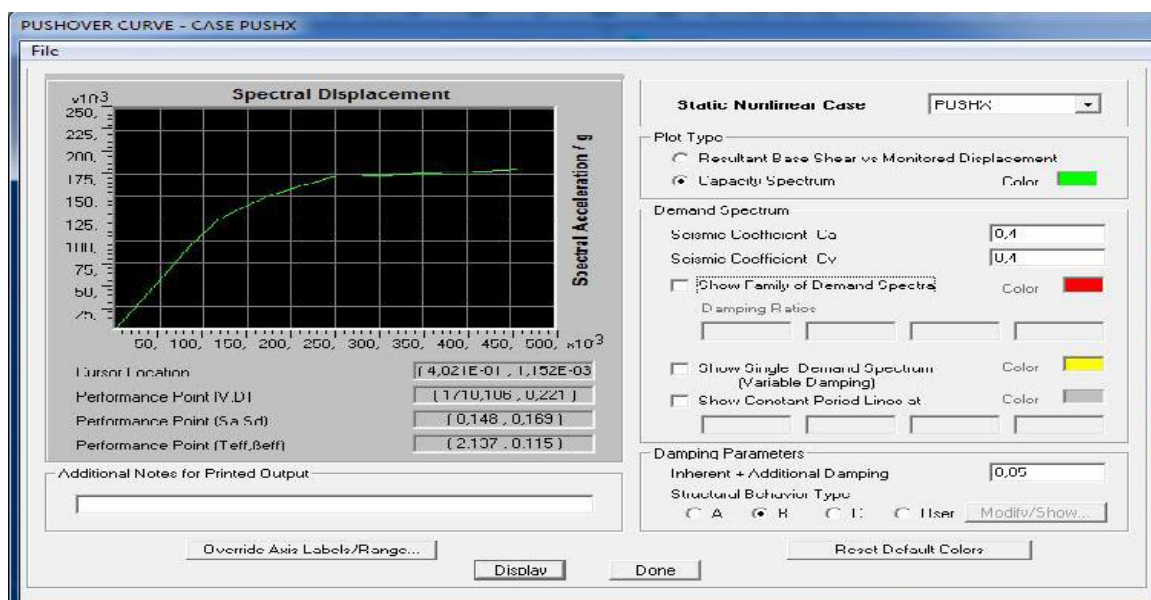 PUSHOVER CURVE - CASE PUSHX
File
Spectral Displacement
x10-3
250,
225,
200,
175,
150,
125,
100,
75,
50,
25,
Spectral Acceleration / g
50, 100, 150, 200, 250, 300, 350, 400, 450, 500, x10-3
Cursor Location (4,021E-01 , 1,152E-03
Performance Point (V,D) (1710,106 , 0,221 )
Performance Point (Sa,Sd) ( 0,148 , 0,169 )
Performance Point (Teff,βeff) ( 2,137 , 0,115 )
Additional Notes for Printed Output
Override Axis Labels/Range...
Display
Done
Static Nonlinear Case PUSHX
Plot Type
Resultant Base Shear vs Monitored Displacement
Capacity Spectrum Color
Demand Spectrum
Seismic Coefficient Ca 0,4
Seismic Coefficient Cv 0,4
Show Family of Demand Spectra Color
Damping Ratios
Show Single Demand Spectrum Color
(Variable Damping)
Show Constant Period Lines at Color
Damping Parameters
Inherent + Additional Damping 0,05
Structural Behavior Type
A B C User Modify/Show...
Reset Default Colors